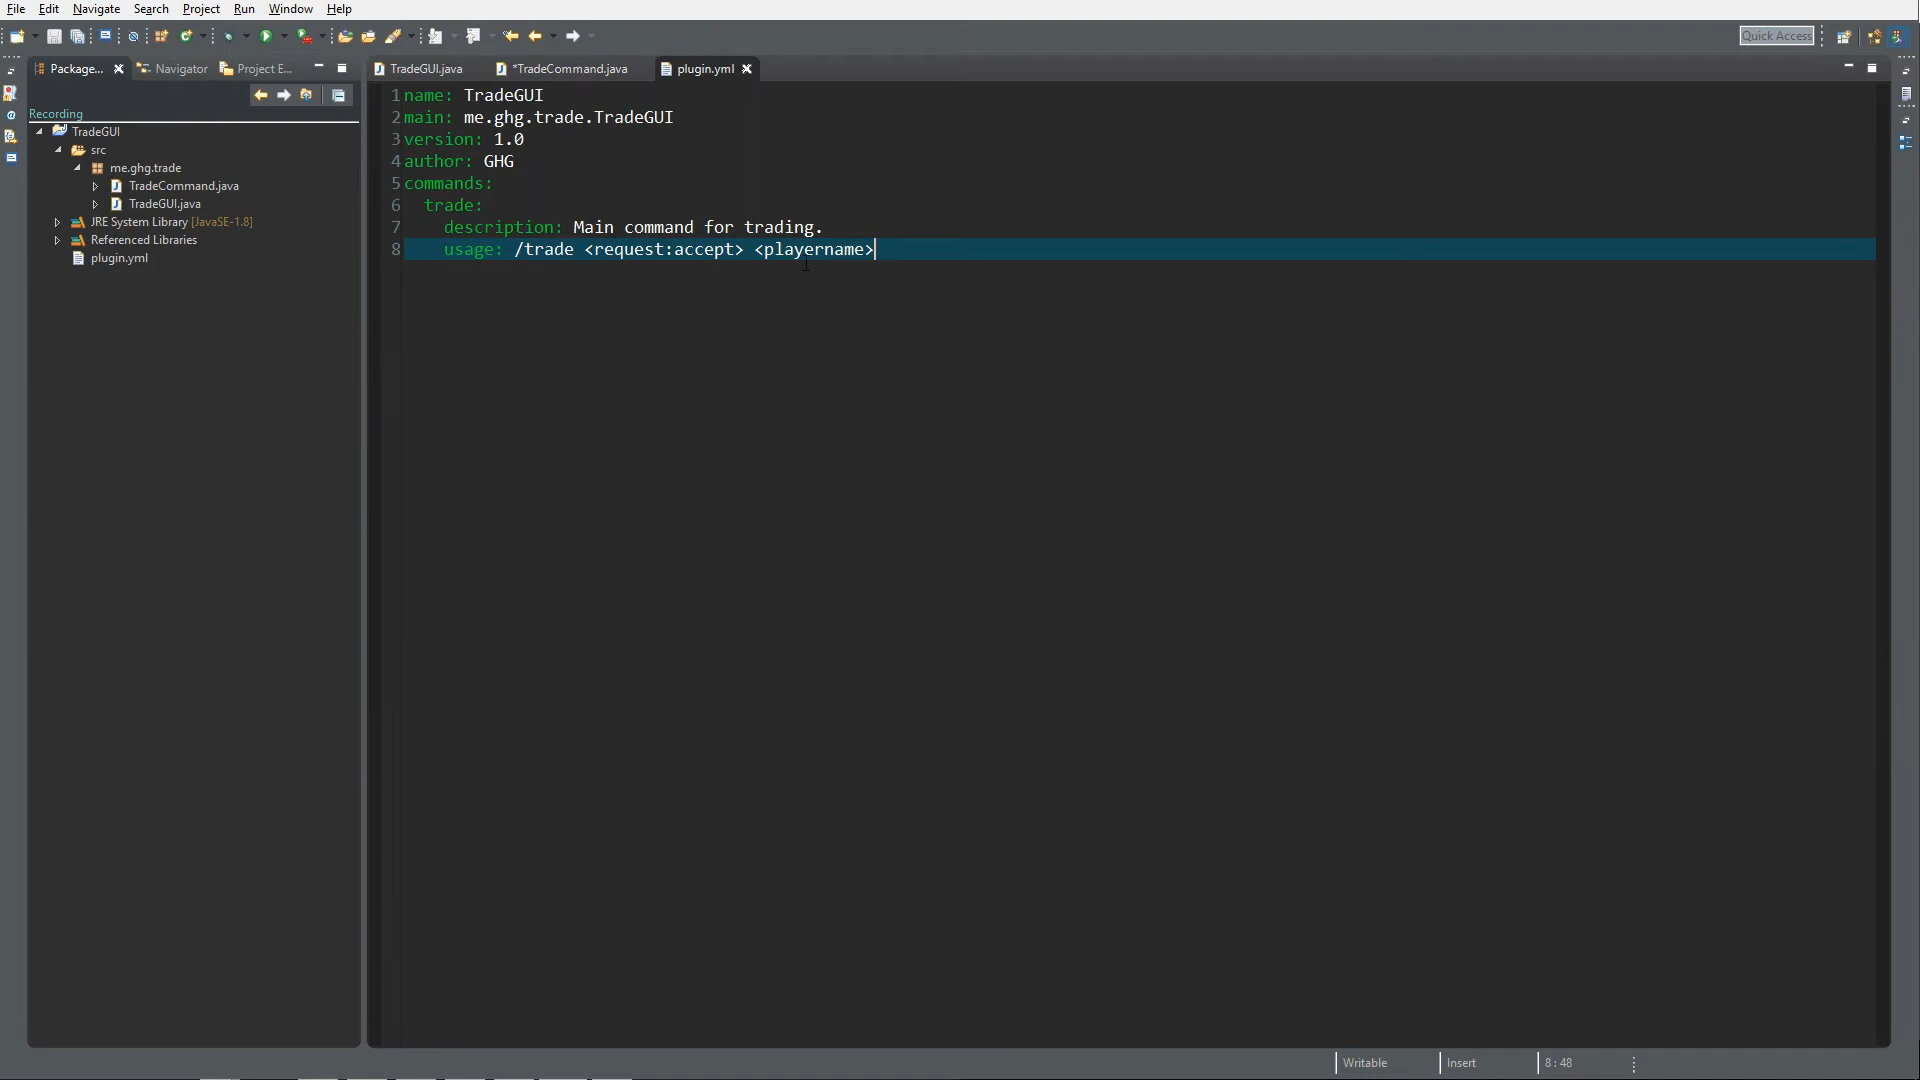 File Edit Navigate Search Project Run Window Help
Quick Access
Package... Navigator Project E...
TradeGUI.java *TradeCommand.java plugin.yml
Recording
TradeGUI
src
me.ghg.trade
TradeCommand.java
TradeGUI.java
JRE System Library [JavaSE-1.8]
Referenced Libraries
plugin.yml
1 name: TradeGUI
2 main: me.ghg.trade.TradeGUI
3 version: 1.0
4 author: GHG
5 commands:
6 trade:
7 description: Main command for trading.
8 usage: /trade <request:accept> <playername>
Writable Insert 8 : 48